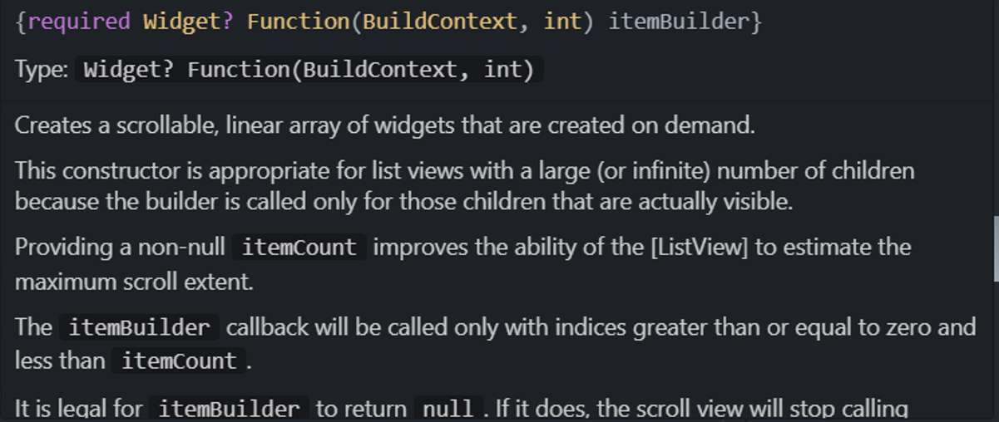 {required Widget? Function(BuildContext, int) itemBuilder}
Type: Widget? Function(BuildContext, int)
Creates a scrollable, linear array of widgets that are created on demand.
This constructor is appropriate for list views with a large (or infinite) number of children
because the builder is called only for those children that are actually visible.
Providing a non-null itemCount improves the ability of the [ListView] to estimate the
maximum scroll extent.
The itemBuilder callback will be called only with indices greater than or equal to zero and
less than itemCount.
It is legal for itemBuilder to return null. If it does, the scroll view will stop calling